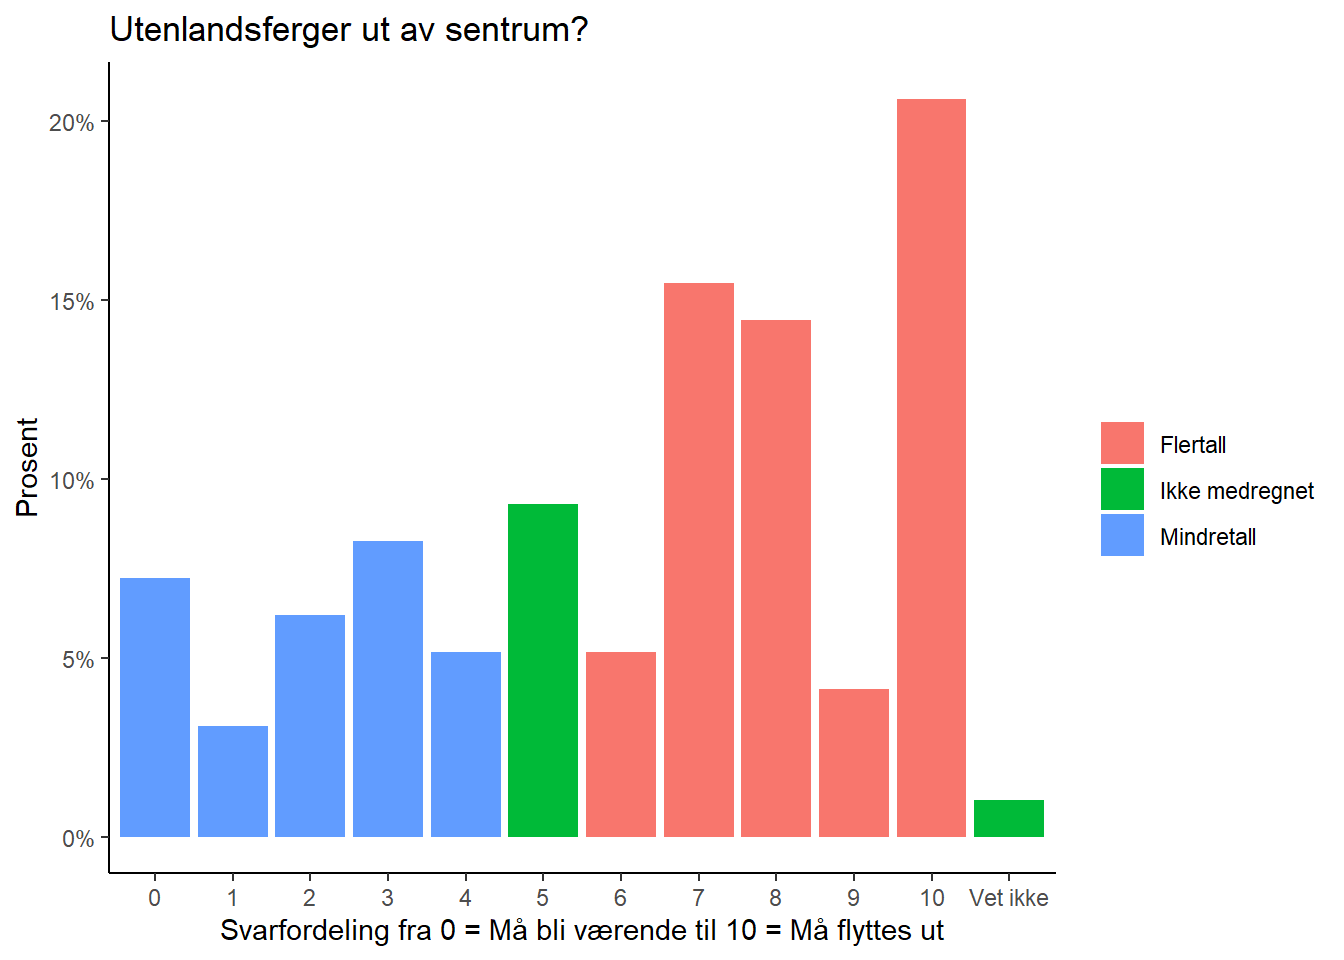 Utenlandsferger ut av sentrum?
Prosent
20%
15%
10%
5%
0%
0 1 2 3 4 5 6 7 8 9 10 Vet ikke
Svarfordeling fra 0 = Må bli værende til 10 = Må flyttes ut
Flertall
Ikke medregnet
Mindretall